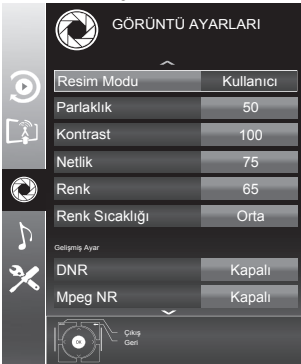 GÖRÜNTÜ AYARLARI
Resim Modu Kullanıcı
Parlaklık 50
Kontrast 100
Netlik 75
Renk 65
Renk Sıcaklığı Orta
Gelişmiş Ayar
DNR Kapalı
Mpeg NR Kapalı
OK
Çıkış
Geri